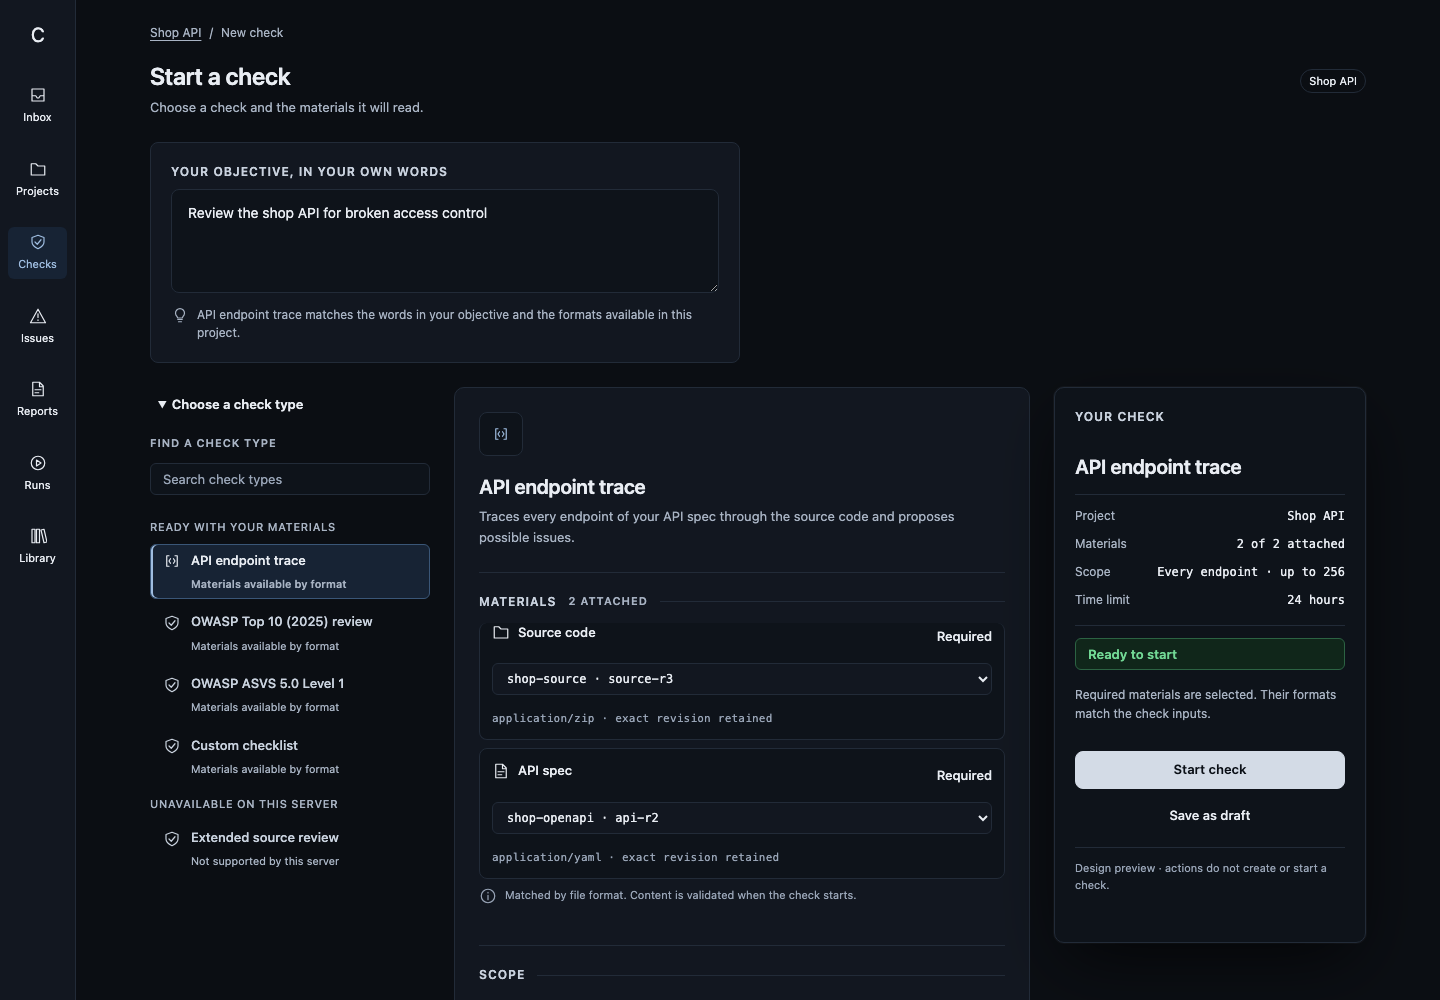 C
Inbox
Projects
Checks
Issues
Reports
Runs
Library
Shop API / New check
Start a check
Choose a check and the materials it will read.
Shop API
YOUR OBJECTIVE, IN YOUR OWN WORDS
Review the shop API for broken access control
API endpoint trace matches the words in your objective and the formats available in this
project.
Choose a check type
FIND A CHECK TYPE
Search check types
READY WITH YOUR MATERIALS
API endpoint trace
Materials available by format
OWASP Top 10 (2025) review
Materials available by format
OWASP ASVS 5.0 Level 1
Materials available by format
Custom checklist
Materials available by format
UNAVAILABLE ON THIS SERVER
Extended source review
Not supported by this server
API endpoint trace
Traces every endpoint of your API spec through the source code and proposes
possible issues.
MATERIALS 2 ATTACHED
Source code Required
shop-source · source-r3
application/zip · exact revision retained
API spec Required
shop-openapi · api-r2
application/yaml · exact revision retained
Matched by file format. Content is validated when the check starts.
SCOPE
YOUR CHECK
API endpoint trace
Project Shop API
Materials 2 of 2 attached
Scope Every endpoint · up to 256
Time limit 24 hours
Ready to start
Required materials are selected. Their formats
match the check inputs.
Start check
Save as draft
Design preview · actions do not create or start a
check.